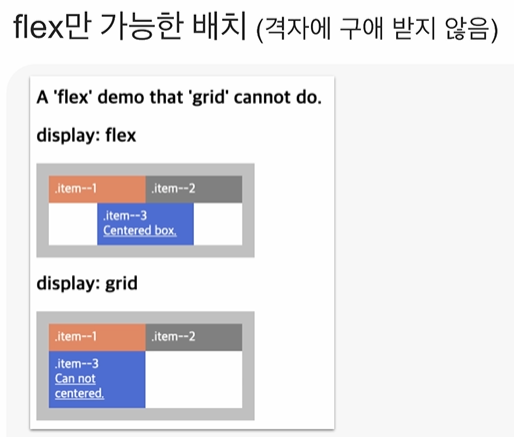 flex만 가능한 배치 (격자에 구애 받지 않음)
A 'flex' demo that 'grid' cannot do.
display: flex
.item--1 .item--2
.item--3
Centered box.
display: grid
.item--1 .item--2
.item--3
Can not
centered.